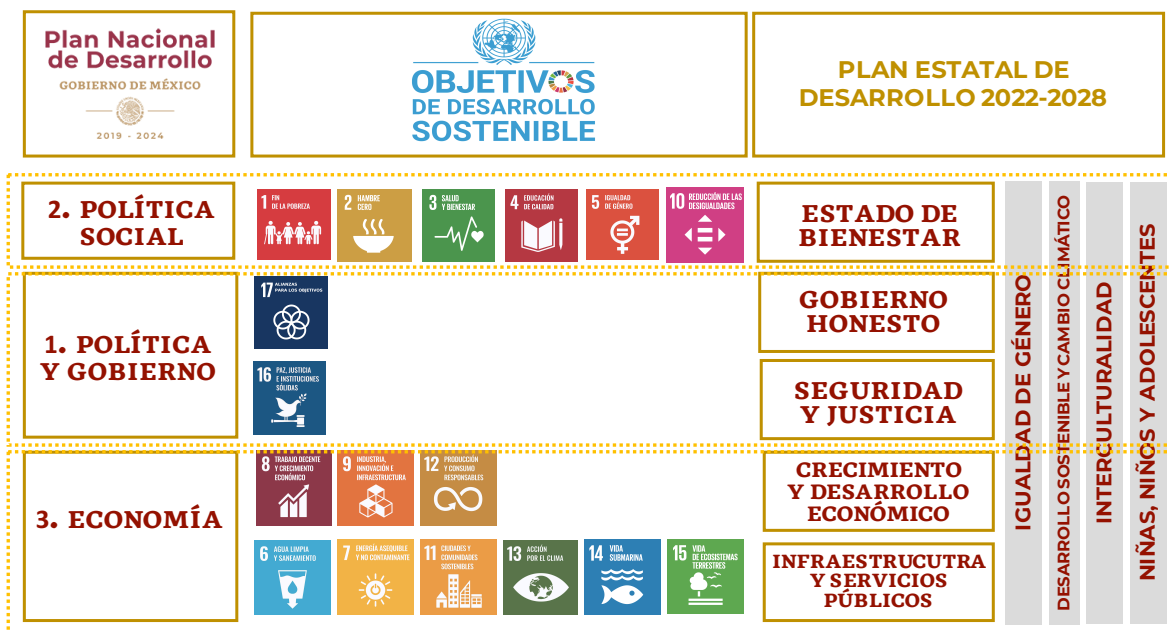 Plan Nacional
de Desarrollo
GOBIERNO DE MÉXICO
2019 - 2024
OBJETIVOS
DE DESARROLLO
SOSTENIBLE
PLAN ESTATAL DE
DESARROLLO 2022-2028
2. POLÍTICA
SOCIAL
1 FIN
DE LA POBREZA
2 HAMBRE
CERO
3 SALUD
Y BIENESTAR
4 EDUCACIÓN
DE CALIDAD
5 IGUALDAD
DE GÉNERO
10 REDUCCIÓN DE LAS
DESIGUALDADES
ESTADO DE
BIENESTAR
1. POLÍTICA
Y GOBIERNO
17 ALIANZAS
PARA LOS OBJETIVOS
16 PAZ, JUSTICIA
E INSTITUCIONES
SÓLIDAS
GOBIERNO
HONESTO
SEGURIDAD
Y JUSTICIA
3. ECONOMÍA
8 TRABAJO DECENTE
Y CRECIMIENTO
ECONÓMICO
9 INDUSTRIA,
INNOVACIÓN E
INFRAESTRUCTURA
12 PRODUCCIÓN
Y CONSUMO
RESPONSABLES
6 AGUA LIMPIA
Y SANEAMIENTO
7 ENERGÍA ASEQUIBLE
Y NO CONTAMINANTE
11 CIUDADES Y
COMUNIDADES
SOSTENIBLES
13 ACCIÓN
POR EL CLIMA
14 VIDA
SUBMARINA
15 VIDA
DE ECOSISTEMAS
TERRESTRES
CRECIMIENTO
Y DESARROLLO
ECONÓMICO
INFRAESTRUCUTRA
Y SERVICIOS
PÚBLICOS
IGUALDAD DE GÉNERO
DESARROLLO SOSTENIBLE Y CAMBIO CLIMÁTICO
INTERCULTURALIDAD
NIÑAS, NIÑOS Y ADOLESCENTES